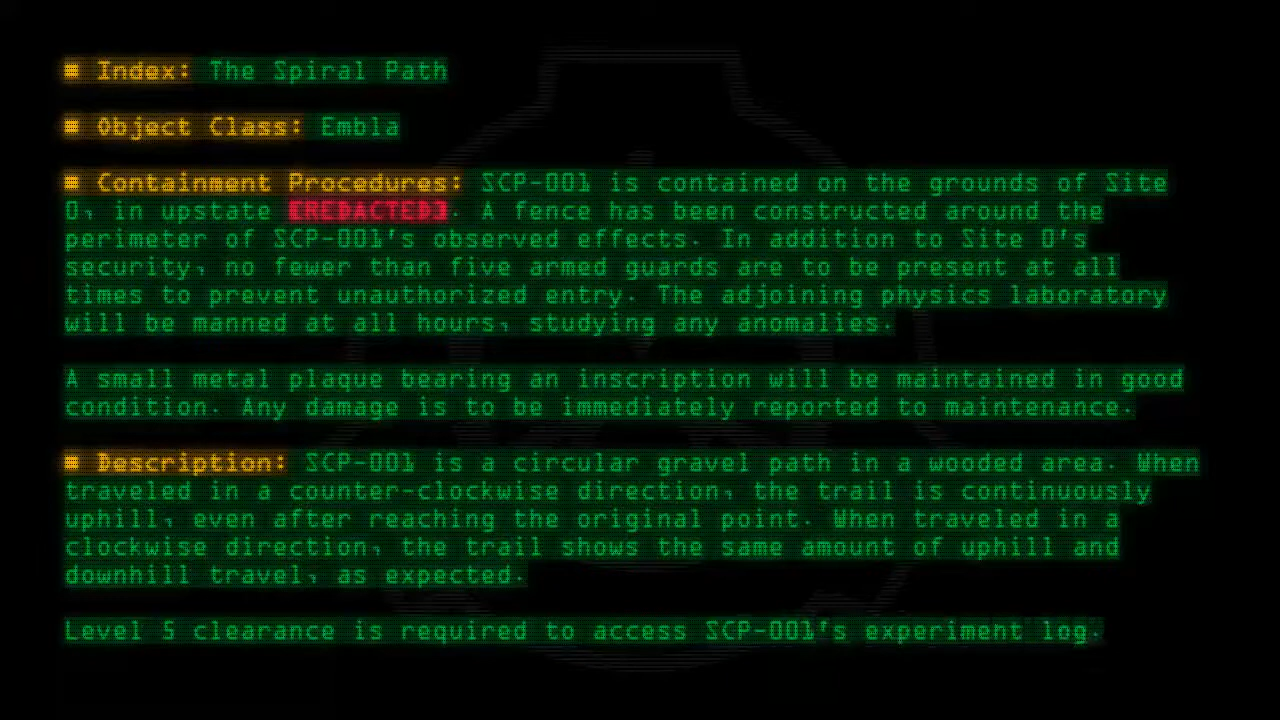 ■ Index: The Spiral Path
■ Object Class: Embla
■ Containment Procedures: SCP-001 is contained on the grounds of Site
0, in upstate [REDACTED]. A fence has been constructed around the
perimeter of SCP-001's observed effects. In addition to Site 0's
security, no fewer than five armed guards are to be present at all
times to prevent unauthorized entry. The adjoining physics laboratory
will be manned at all hours, studying any anomalies.
A small metal plaque bearing an inscription will be maintained in good
condition. Any damage is to be immediately reported to maintenance.
■ Description: SCP-001 is a circular gravel path in a wooded area. When
traveled in a counter-clockwise direction, the trail is continuously
uphill, even after reaching the original point. When traveled in a
clockwise direction, the trail shows the same amount of uphill and
downhill travel, as expected.
Level 5 clearance is required to access SCP-001's experiment log.